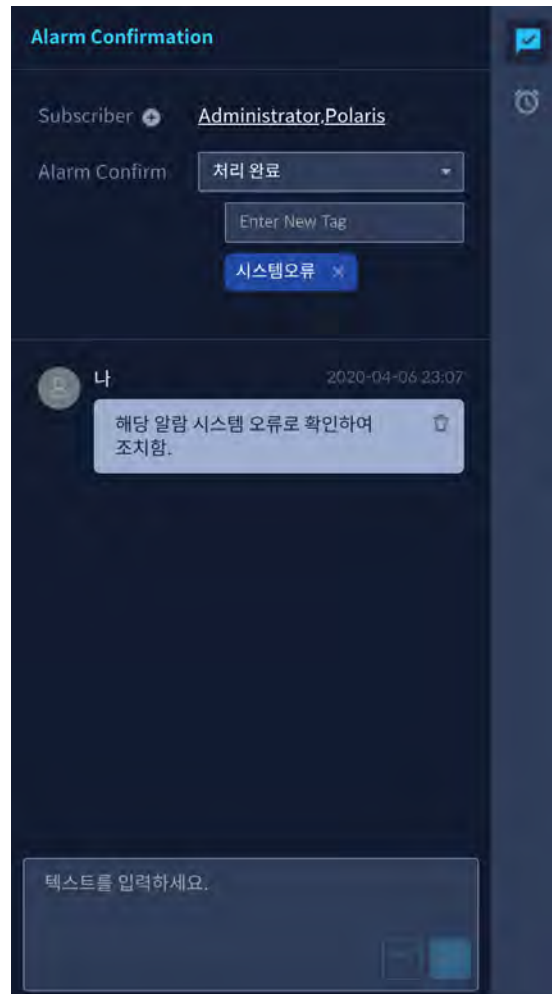 Alarm Confirmation
Subscriber Administrator,Polaris
Alarm Confirm 처리 완료
Enter New Tag
시스템오류 ×
나 2020-04-06 23:07
해당 알람 시스템 오류로 확인하여
조치함.
텍스트를 입력하세요.